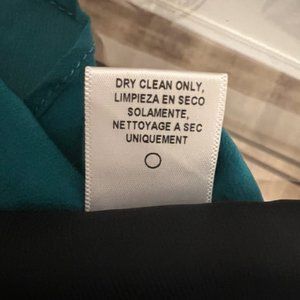 DRY CLEAN ONLY,
LIMPIEZA EN SECO
SOLAMENTE,
NETTOYAGE A SEC
UNIQUEMENT